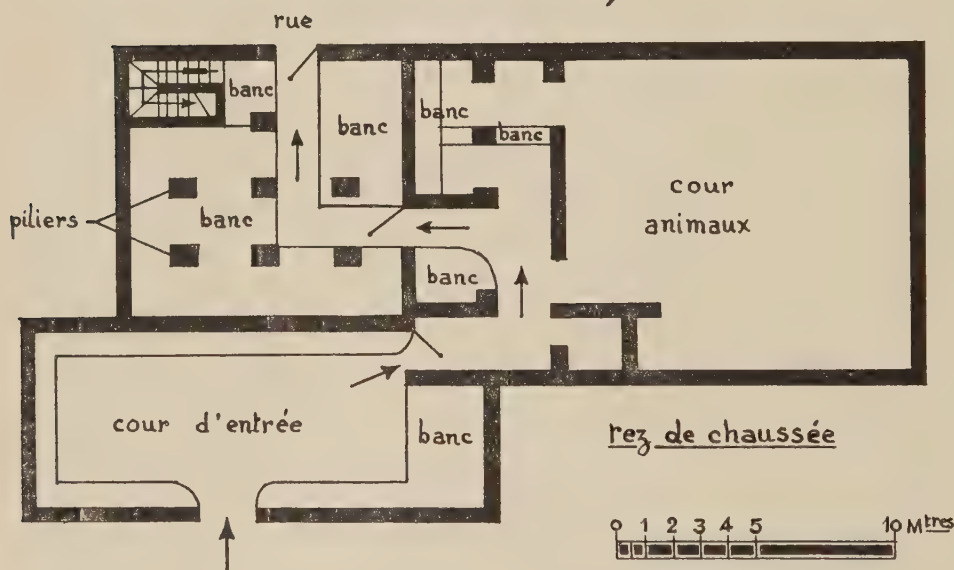 rue
banc
banc
banc
banc
cour
animaux
piliers
banc
banc
cour d'entrée
banc
rez de chaussée
0 1 2 3 4 5 10 Mtres